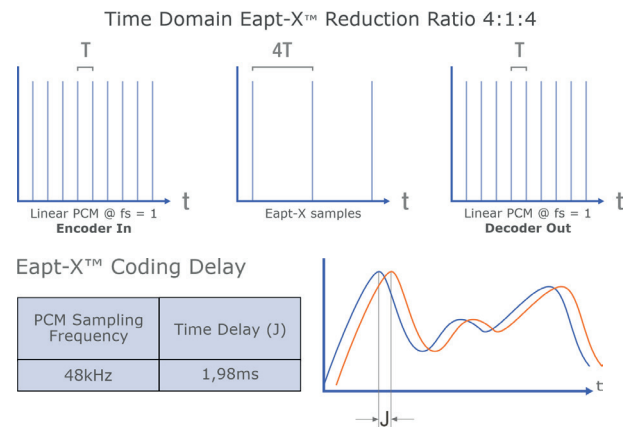 Time Domain Eapt-X™ Reduction Ratio 4:1:4
T
4T
T
t
t
t
Linear PCM @ fs = 1
Encoder In
Eapt-X samples
Linear PCM @ fs = 1
Decoder Out
Eapt-X™ Coding Delay
PCM Sampling
Frequency
Time Delay (J)
48kHz
1,98ms
t
J